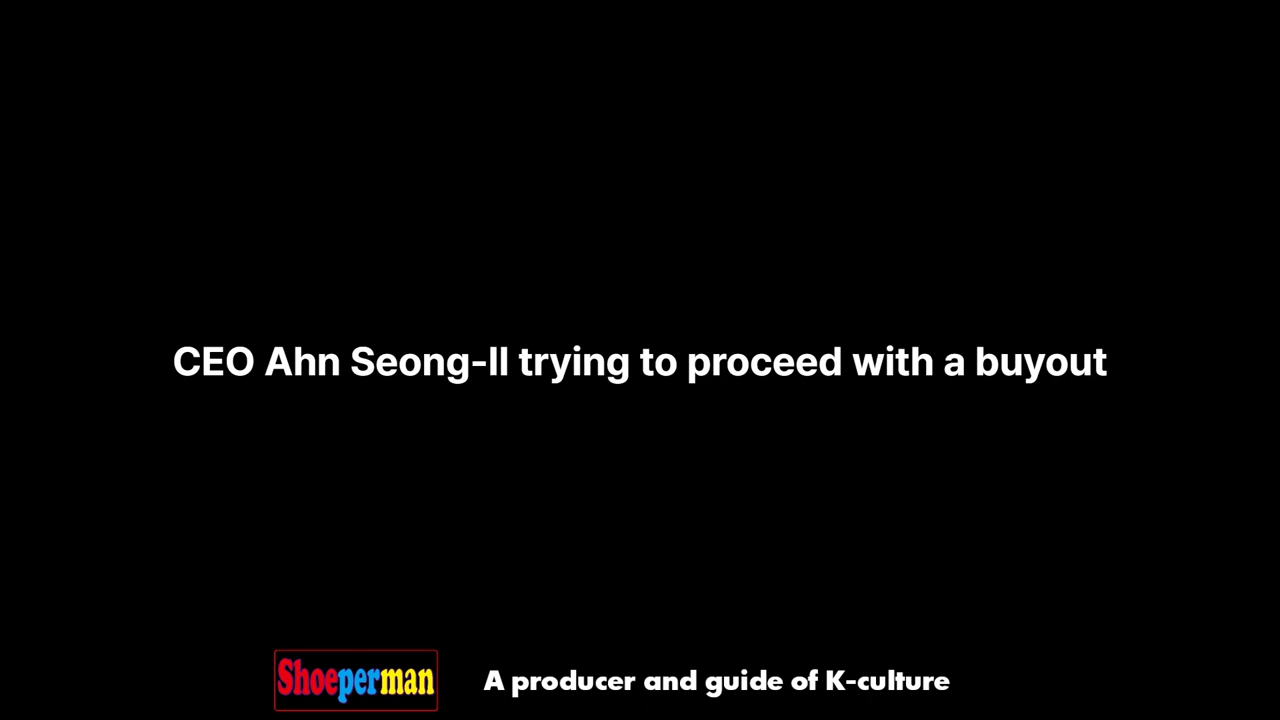 CEO Ahn Seong-Il trying to proceed with a buyout
Shoeperman
A producer and guide of K-culture